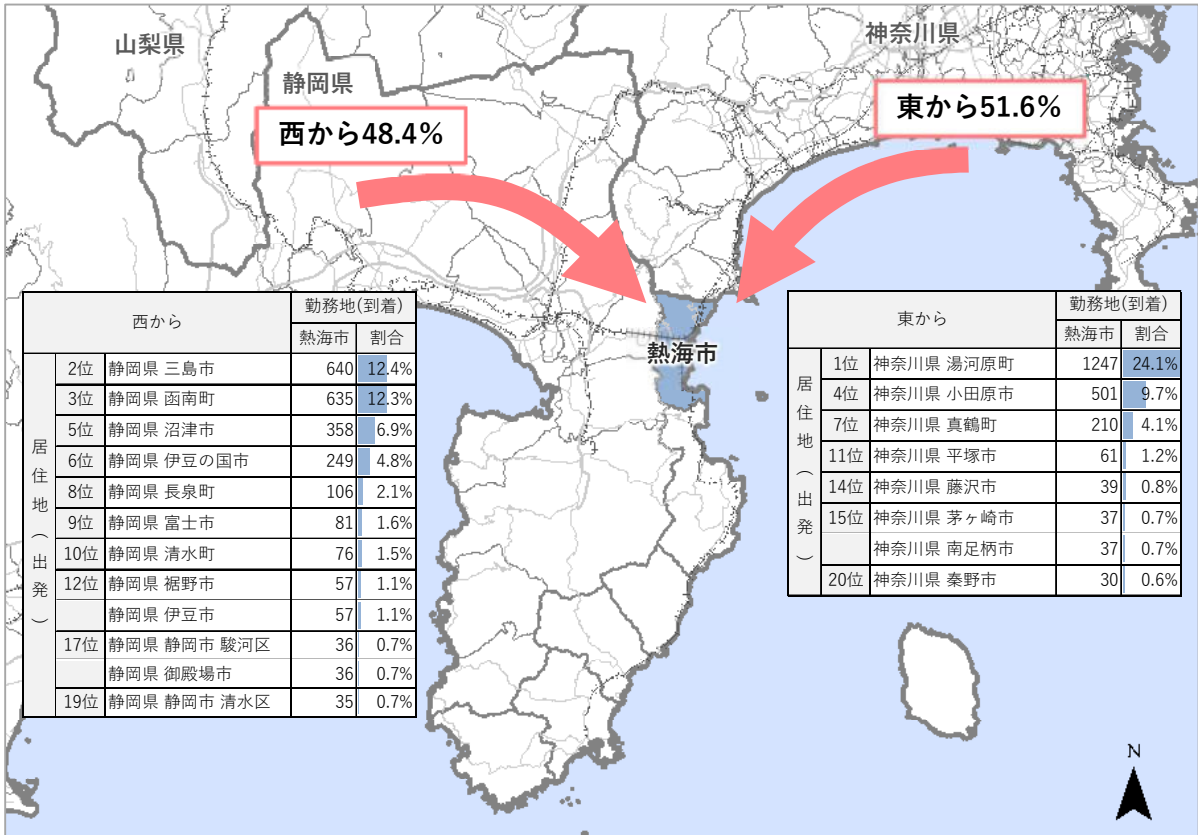 山梨県
神奈川県
静岡県
西から48.4%
東から51.6%
熱海市
西から 勤務地(到着)
熱海市 割合
居住地(出発)
2位 静岡県 三島市 640 12.4%
3位 静岡県 函南町 635 12.3%
5位 静岡県 沼津市 358 6.9%
6位 静岡県 伊豆の国市 249 4.8%
8位 静岡県 長泉町 106 2.1%
9位 静岡県 富士市 81 1.6%
10位 静岡県 清水町 76 1.5%
12位 静岡県 裾野市 57 1.1%
静岡県 伊豆市 57 1.1%
17位 静岡県 静岡市 駿河区 36 0.7%
静岡県 御殿場市 36 0.7%
19位 静岡県 静岡市 清水区 35 0.7%
東から 勤務地(到着)
熱海市 割合
居住地(出発)
1位 神奈川県 湯河原町 1247 24.1%
4位 神奈川県 小田原市 501 9.7%
7位 神奈川県 真鶴町 210 4.1%
11位 神奈川県 平塚市 61 1.2%
14位 神奈川県 藤沢市 39 0.8%
15位 神奈川県 茅ヶ崎市 37 0.7%
神奈川県 南足柄市 37 0.7%
20位 神奈川県 秦野市 30 0.6%
N